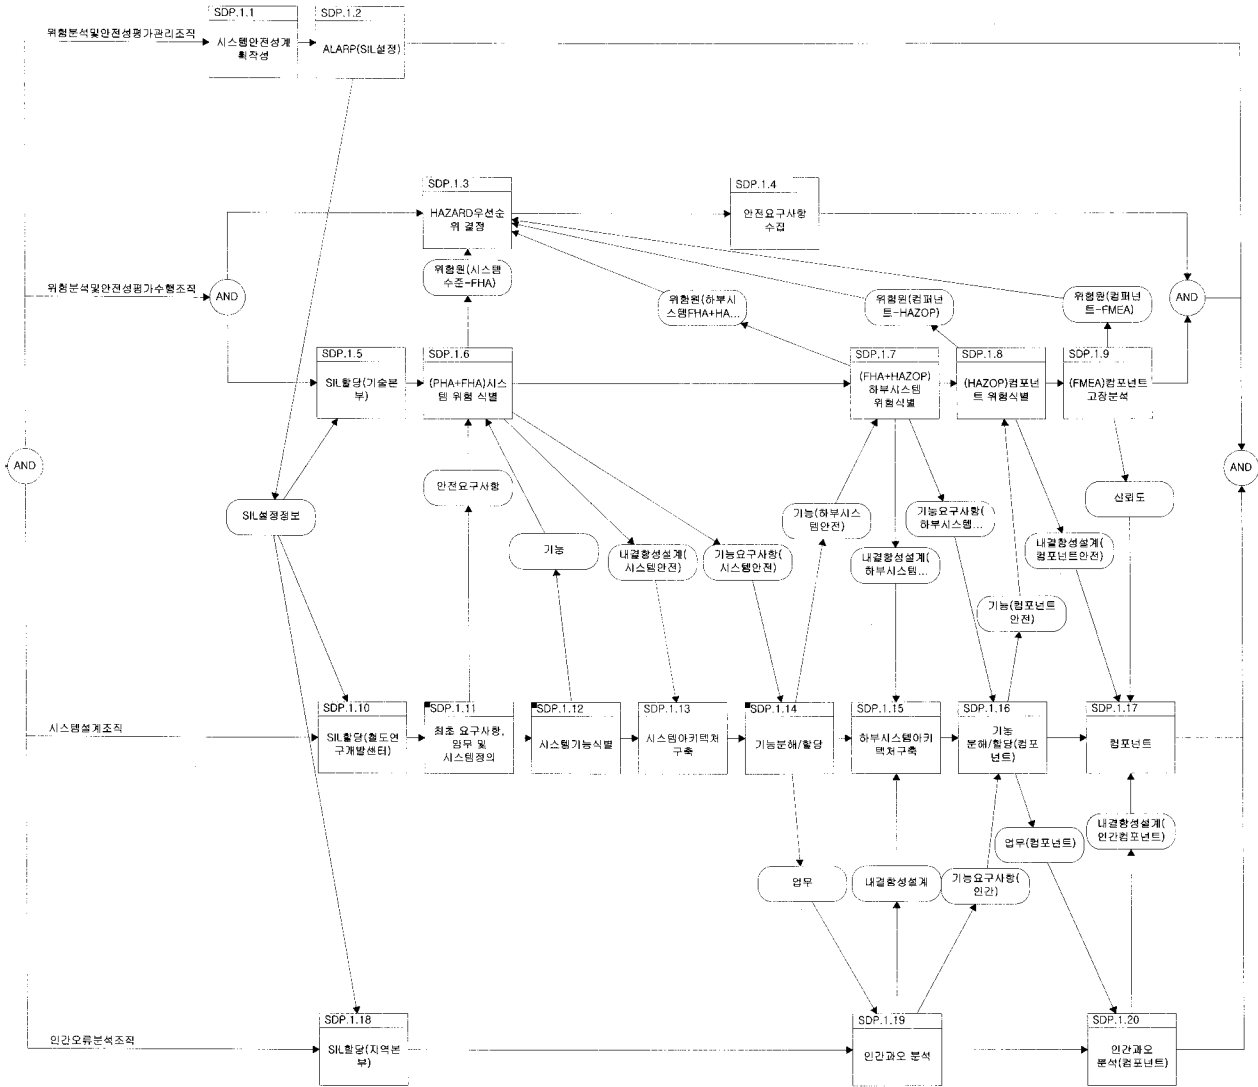 SDP.1.1
SDP.1.2
위험분석및안전성평가관리조직
시스템안전성계
획작성
ALARP(SIL설정)
SDP.1.3
SDP.1.4
HAZARD우선순
위 결정
안전요구사항
수집
위험분석및안전성평가수행조직
AND
위험원(시스템
수준-FHA)
위험원(하부시
스템FHA+HA...
위험원(컴퍼넌
트-HAZOP)
위험원(컴퍼넌
트-FMEA)
AND
SDP.1.5
SDP.1.6
SDP.1.7
SDP.1.8
SDP.1.9
SIL할당(기술본
부)
(PHA+FHA)시스
템 위험 식별
(FHA+HAZOP)
하부시스템
위험식별
(HAZOP)컴포넌
트 위험식별
(FMEA)컴포넌트
고장분석
AND
AND
안전요구사항
SIL설정정보
기능
내결함성설계(
시스템안전)
기능요구사항(
시스템안전)
기능(하부시스
템안전)
내결함성설계(
하부시스템...
기능요구사항(
하부시스템...
신뢰도
내결함성설계(
컴포넌트안전)
기능(컴포넌트
안전)
시스템설계조직
SDP.1.10
SDP.1.11
SDP.1.12
SDP.1.13
SDP.1.14
SDP.1.15
SDP.1.16
SDP.1.17
SIL할당(철도연
구개발센터)
최초 요구사항,
임무 및
시스템정의
시스템기능식별
시스템아키텍처
구축
기능분해/할당
하부시스템아키
텍처구축
기능
분해/할당(컴포
넌트)
컴포넌트
업무
내결함성설계
기능요구사항(
인간)
업무(컴포넌트)
내결함성설계(
인간컴포넌트)
인간오류분석조직
SDP.1.18
SDP.1.19
SDP.1.20
SIL할당(지역본
부)
인간과오 분석
인간과오
분석(컴포넌트)